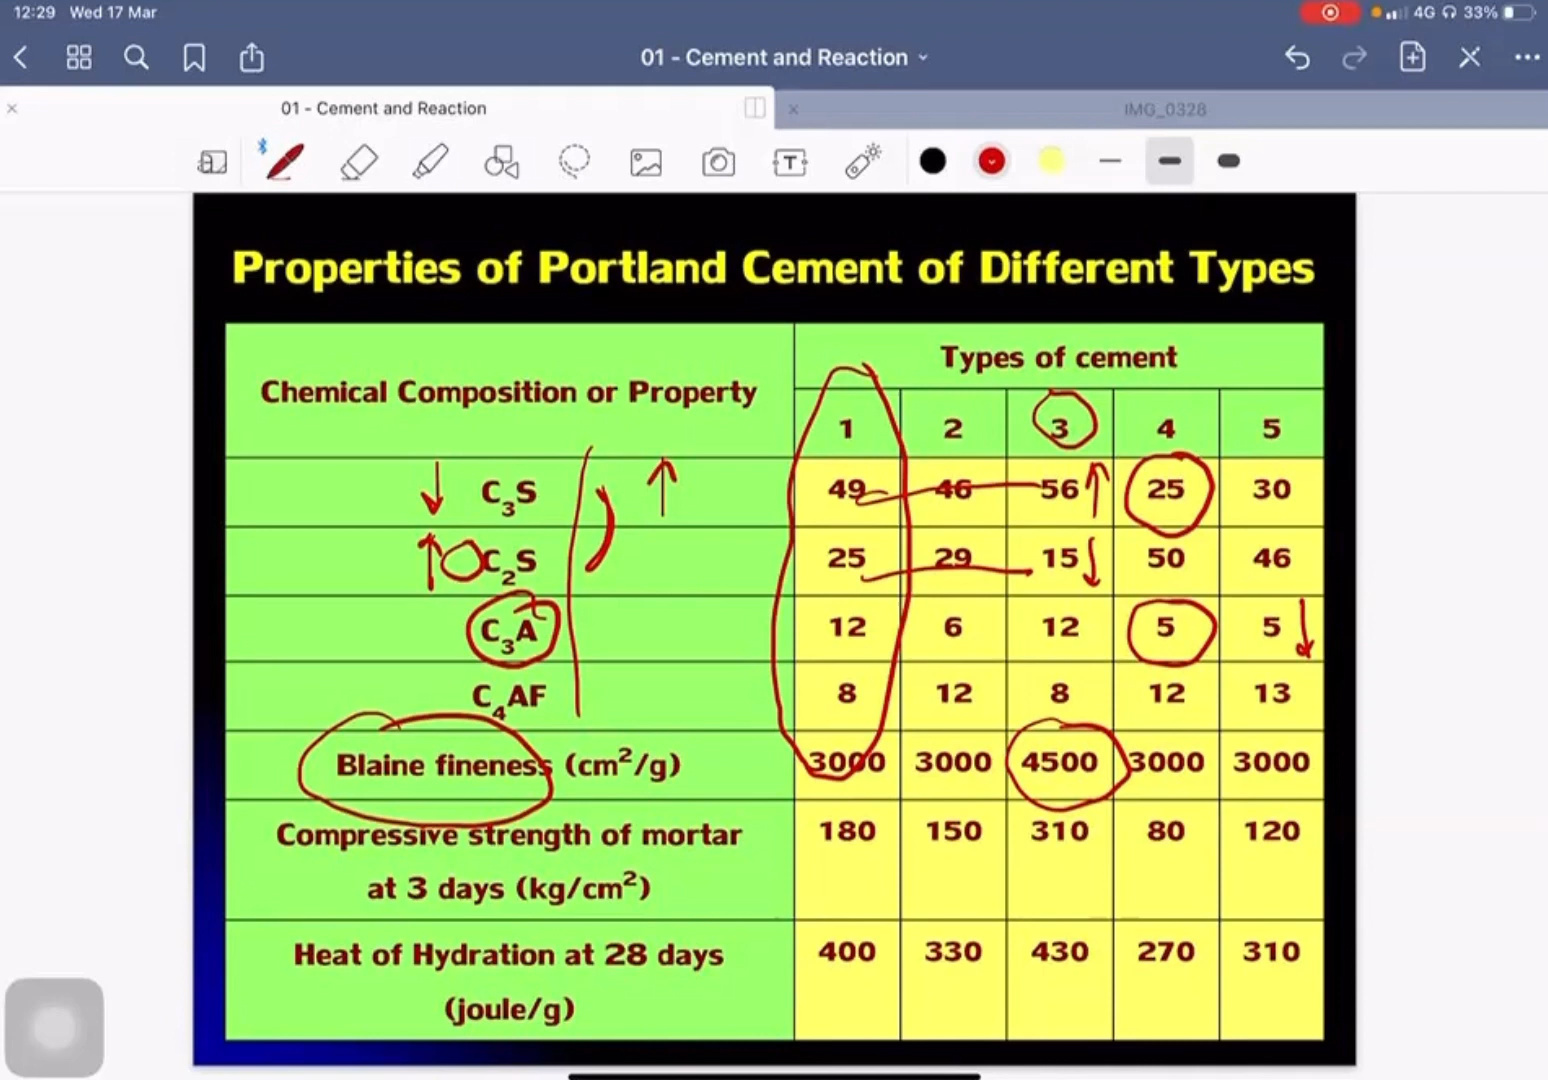 12:29 Wed 17 Mar
4G 33%
01 - Cement and Reaction
01 - Cement and Reaction
IMG_0328
Properties of Portland Cement of Different Types
Chemical Composition or Property
Types of cement
1 2 3 4 5
C₃S 49 46 56 25 30
C₂S 25 29 15 50 46
C₃A 12 6 12 5 5
C₄AF 8 12 8 12 13
Blaine fineness (cm²/g) 3000 3000 4500 3000 3000
Compressive strength of mortar 180 150 310 80 120
at 3 days (kg/cm²)
Heat of Hydration at 28 days 400 330 430 270 310
(joule/g)